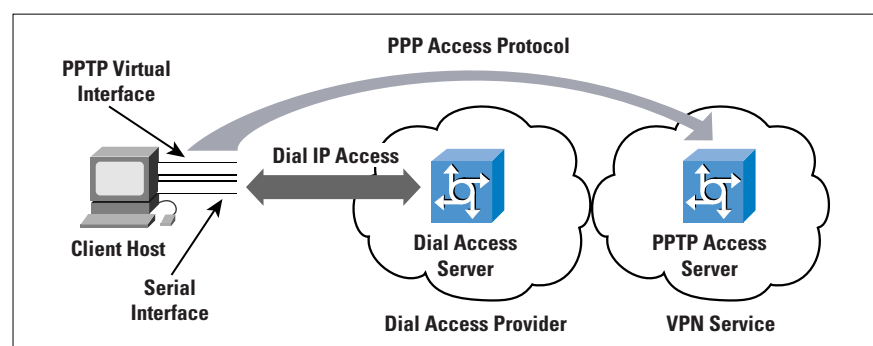 PPP Access Protocol
PPTP Virtual
Interface
Dial IP Access
Client Host
Serial
Interface
Dial Access
Server
Dial Access Provider
PPTP Access
Server
VPN Service